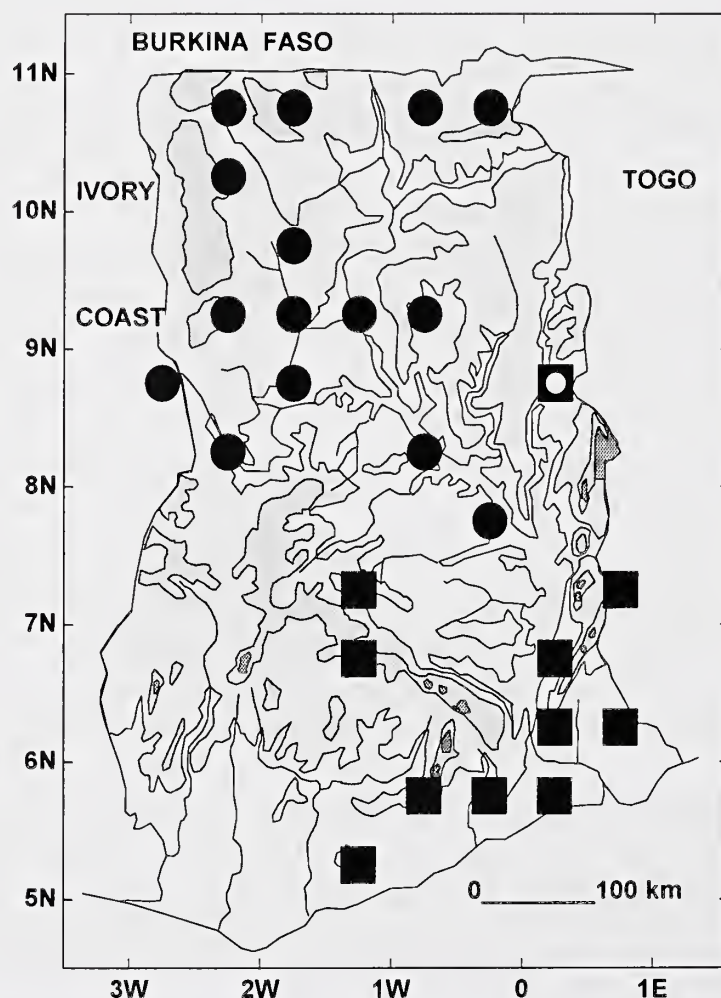 BURKINA FASO
11N
10N
IVORY
TOGO
COAST
9N
8N
7N
6N
5N
0 100 km
3W 2W 1W 0 1E